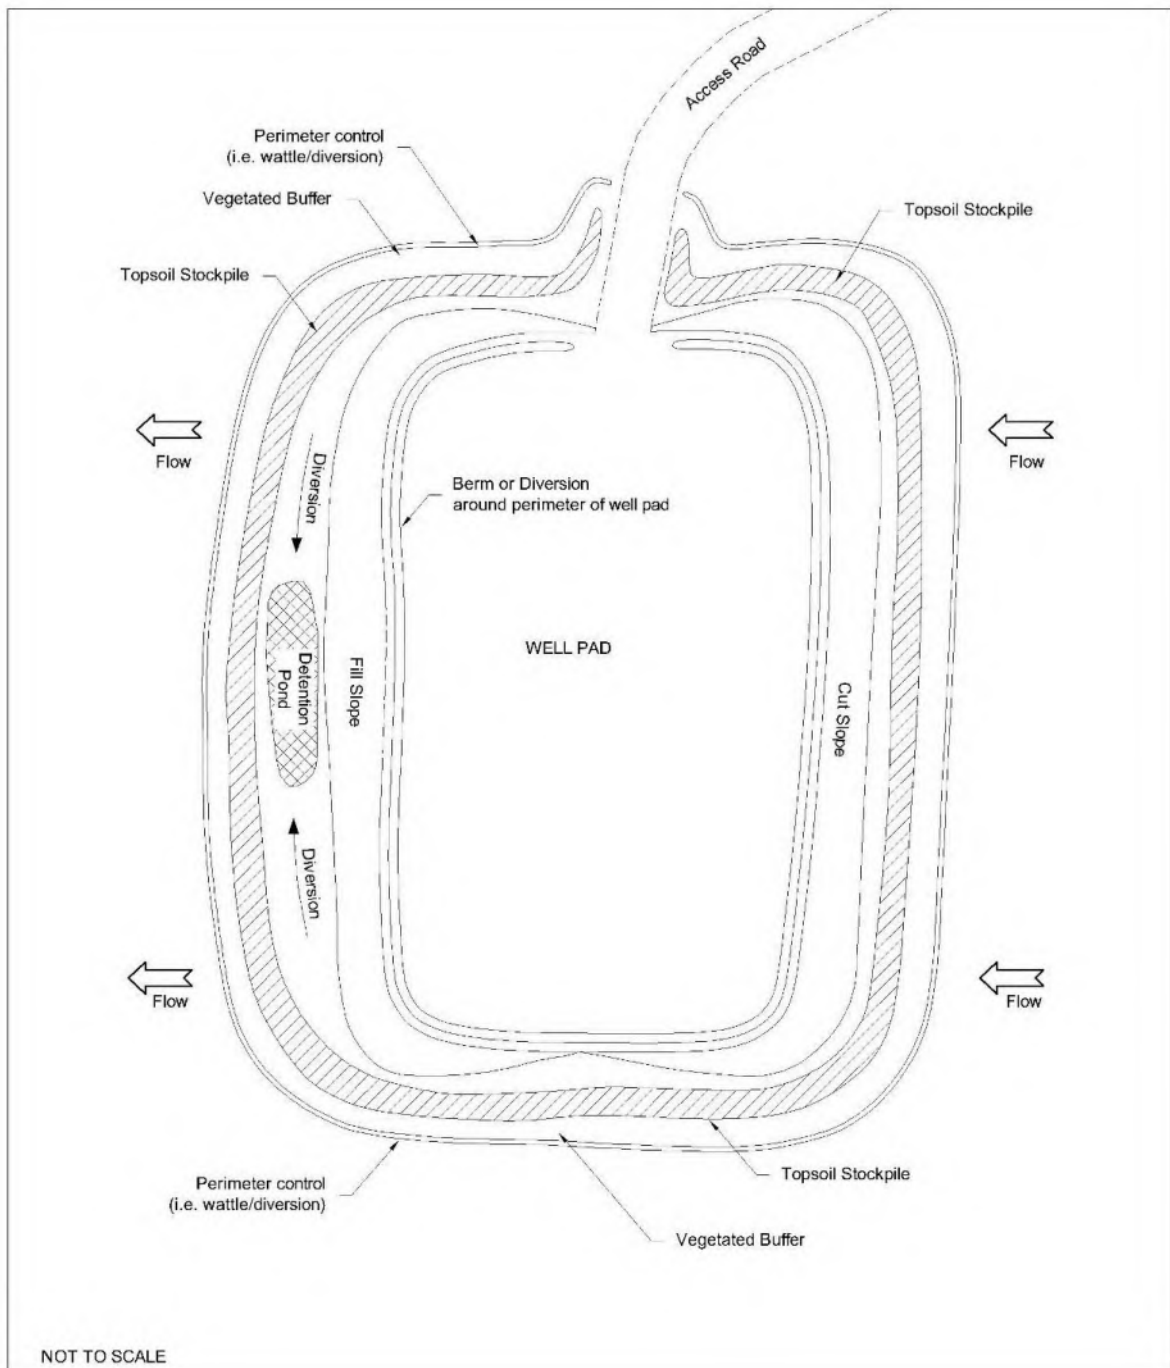 Access Road
Perimeter control
(i.e. wattle/diversion)
Vegetated Buffer
Topsoil Stockpile
Topsoil Stockpile
Flow
Flow
Diversion
Berm or Diversion
around perimeter of well pad
WELL PAD
Detention
Pond
Fill Slope
Cut Slope
Diversion
Flow
Flow
Perimeter control
(i.e. wattle/diversion)
Topsoil Stockpile
Vegetated Buffer
NOT TO SCALE